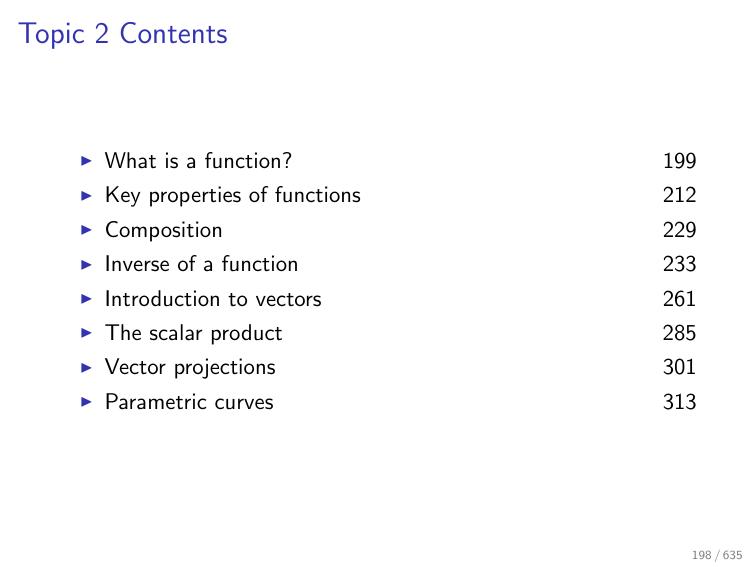 Topic 2 Contents
▶ What is a function? 199
▶ Key properties of functions 212
▶ Composition 229
▶ Inverse of a function 233
▶ Introduction to vectors 261
▶ The scalar product 285
▶ Vector projections 301
▶ Parametric curves 313
198 / 635